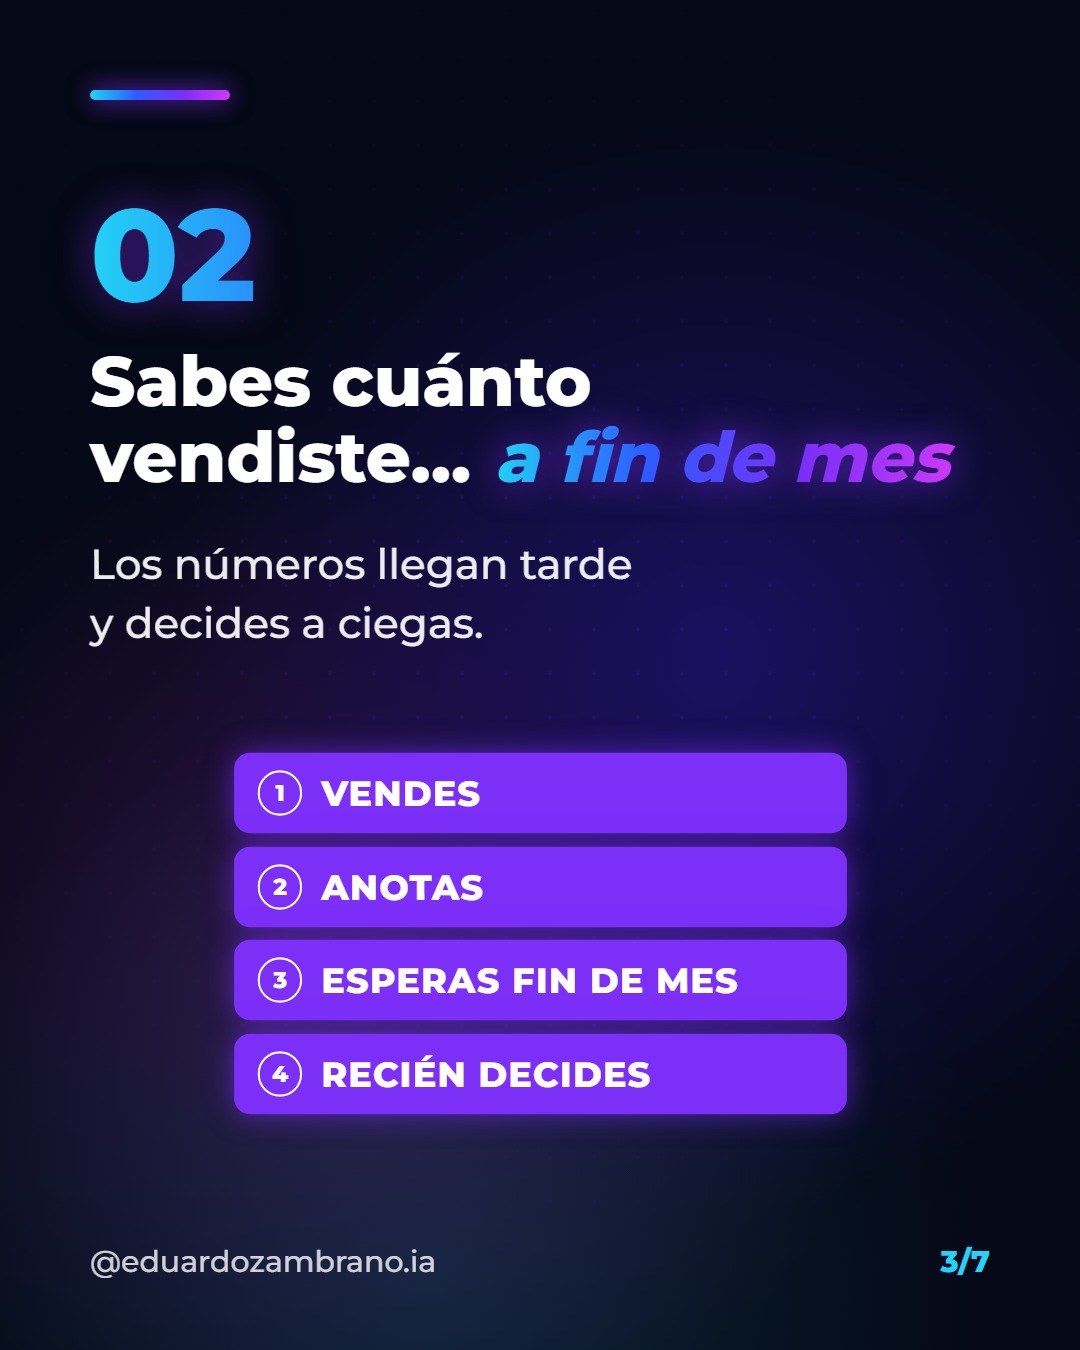 02
Sabes cuánto
vendiste... a fin de mes
Los números llegan tarde
y decides a ciegas.
1 VENDES
2 ANOTAS
3 ESPERAS FIN DE MES
4 RECIÉN DECIDES
@eduardozambrano.ia
3/7